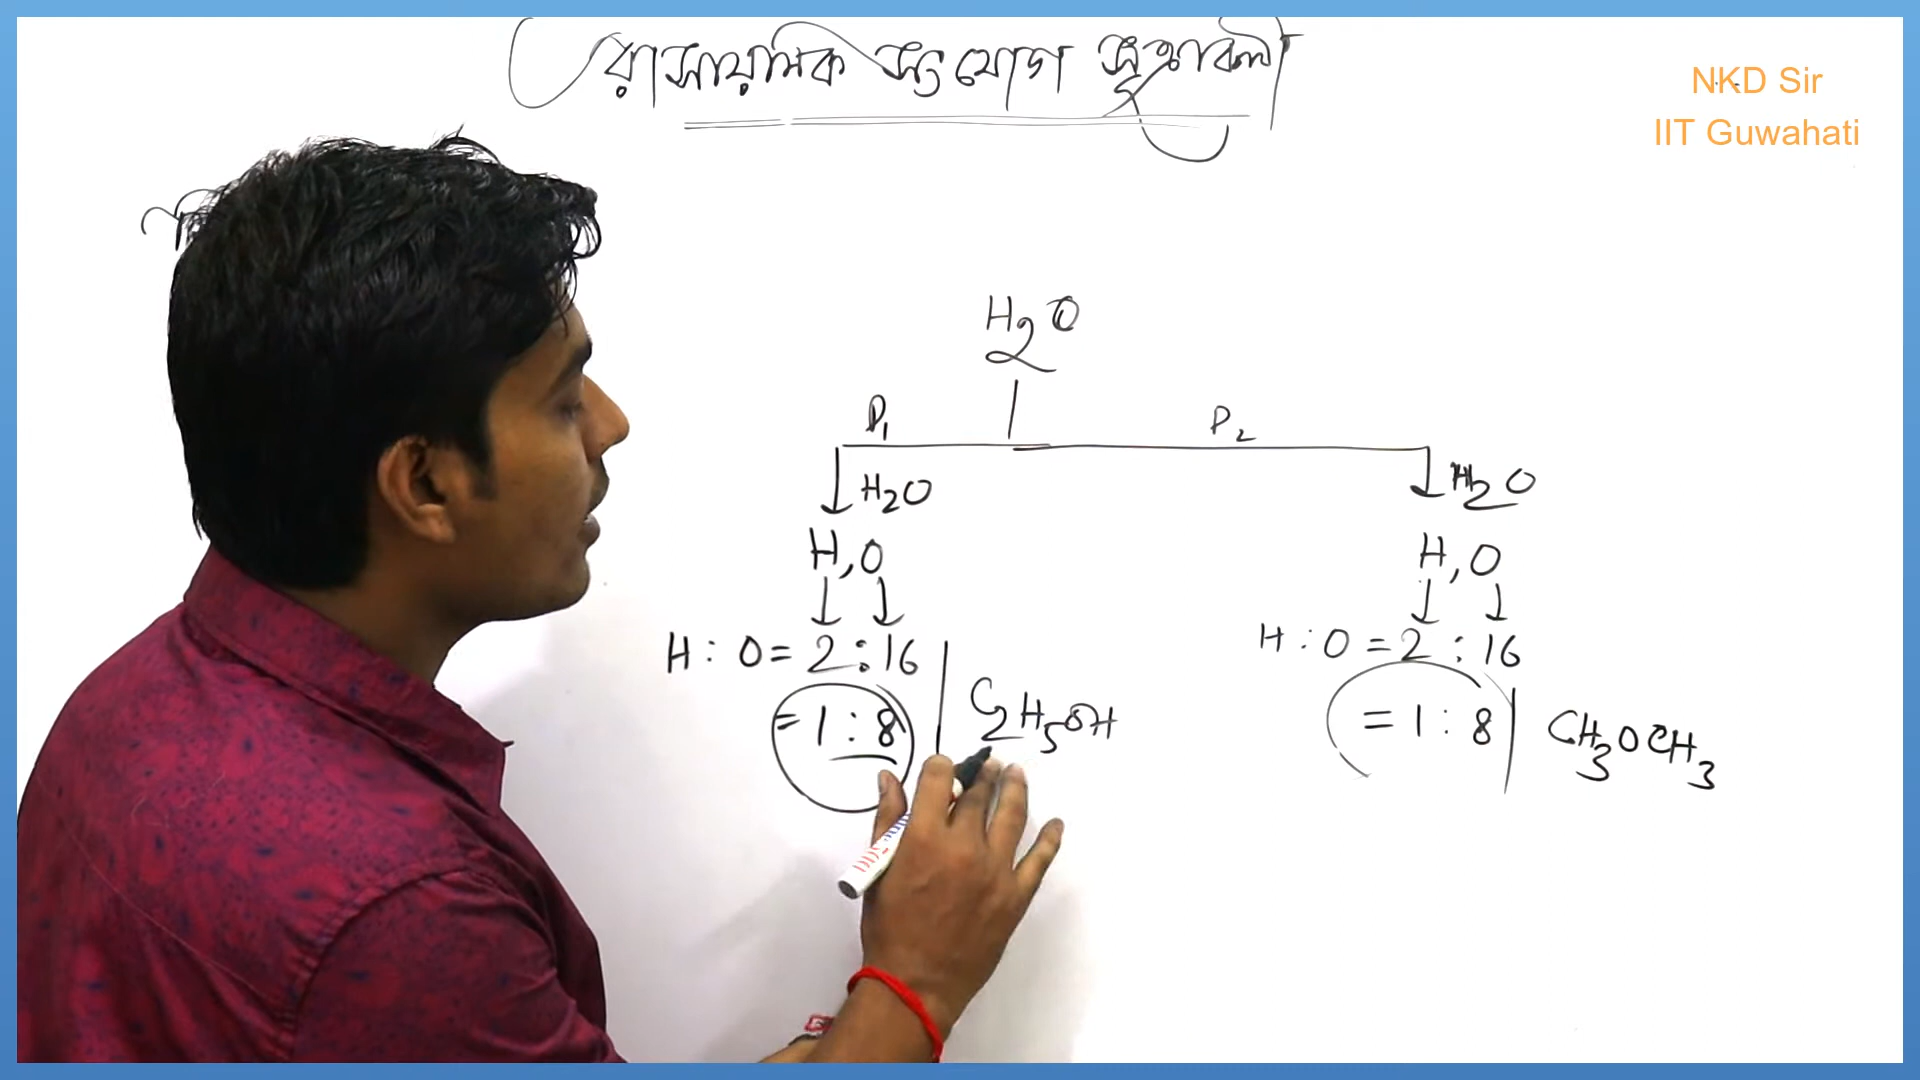 রাসায়নিক সংযোগ সূত্রাবলী
NKD Sir
IIT Guwahati
H₂O
P₁ P₂
H₂O H₂O
H, O H, O
H : O = 2 : 16 H : O = 2 : 16
= 1 : 8 C₂H₅OH = 1 : 8 CH₃OCH₃